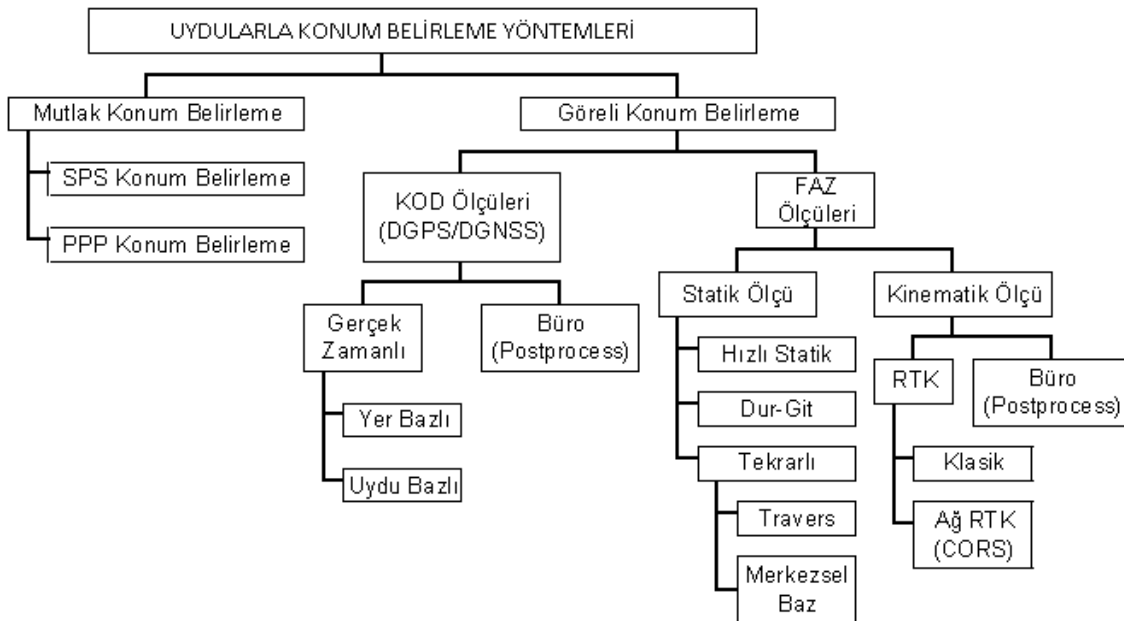 UYDULARLA KONUM BELİRLEME YÖNTEMLERİ
Mutlak Konum Belirleme
SPS Konum Belirleme
PPP Konum Belirleme
Göreli Konum Belirleme
KOD Ölçüleri
(DGPS/DGNSS)
Gerçek
Zamanlı
Yer Bazlı
Uydu Bazlı
Büro
(Postprocess)
FAZ
Ölçüleri
Statik Ölçü
Hızlı Statik
Dur-Git
Tekrarlı
Travers
Merkezsel
Baz
Kinematik Ölçü
RTK
Klasik
Ağ RTK
(CORS)
Büro
(Postprocess)